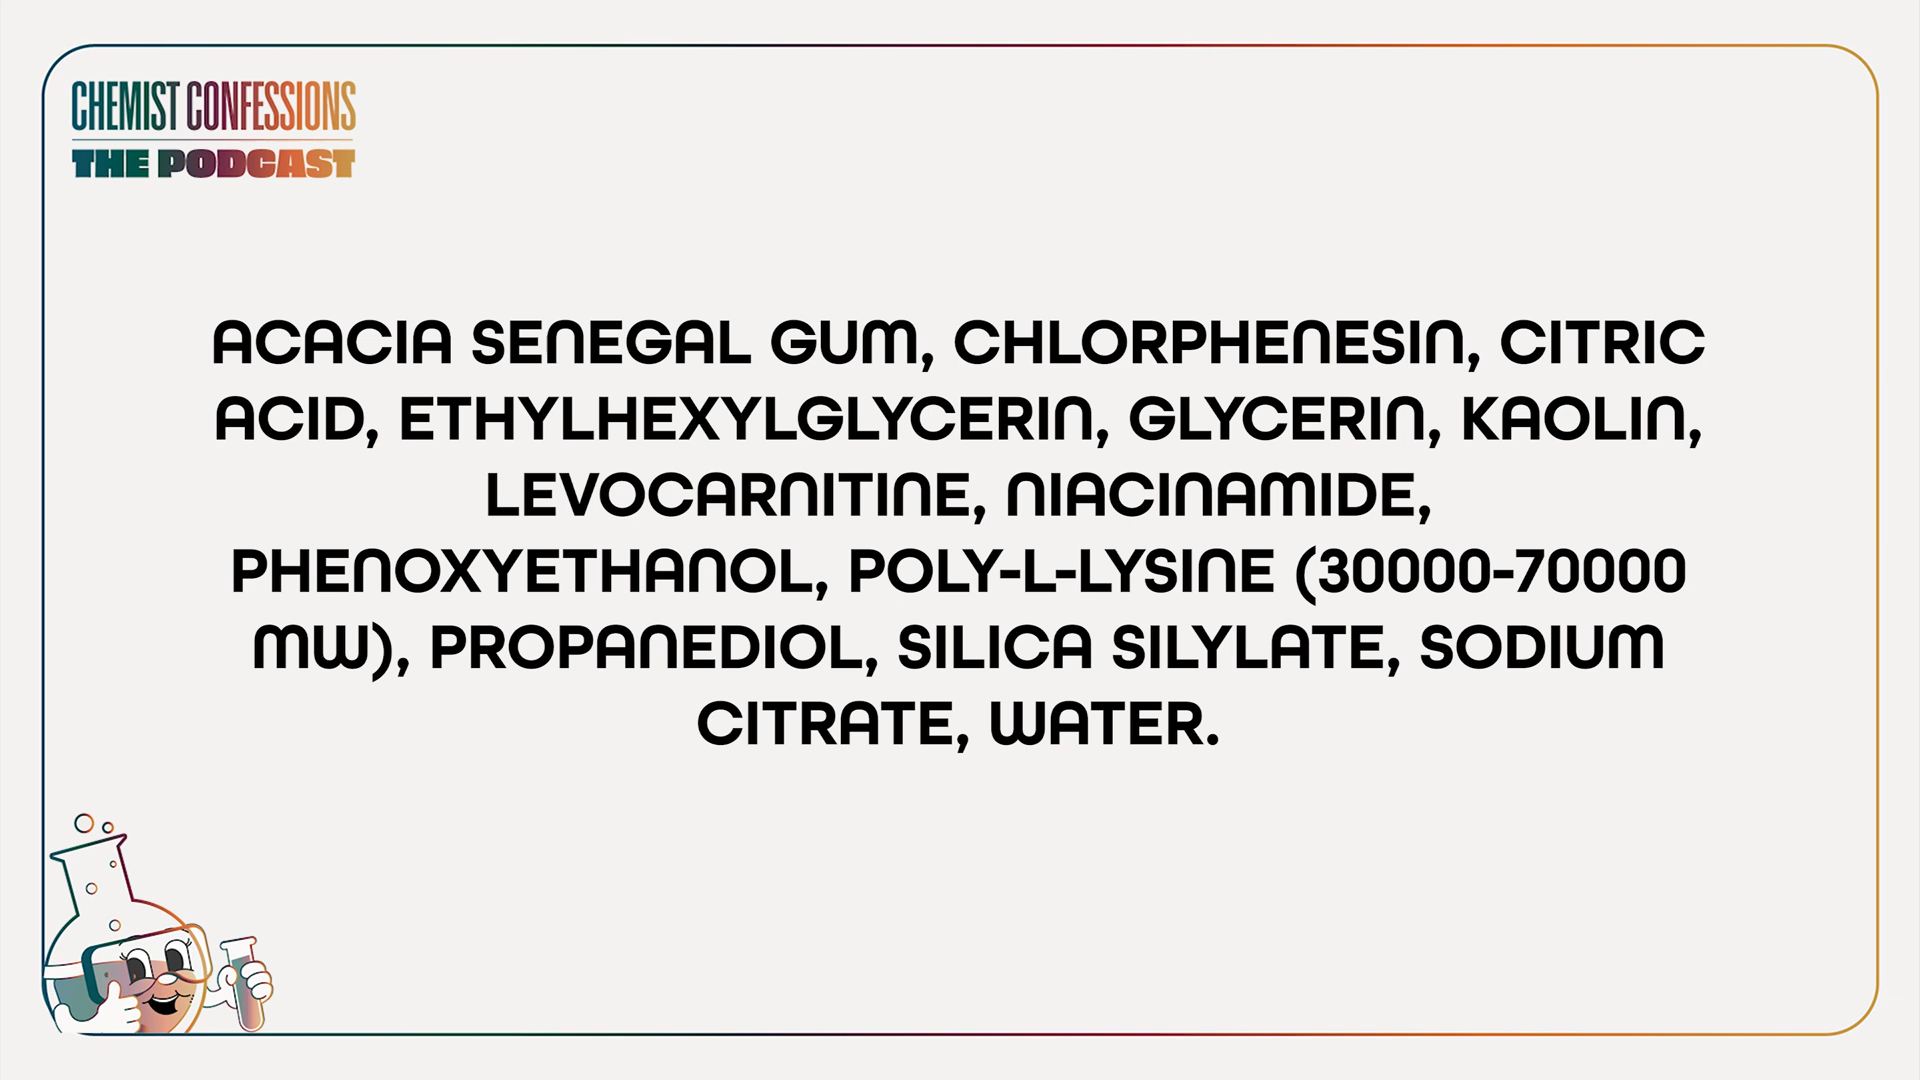 CHEMIST CONFESSIONS
THE PODCAST
ACACIA SENEGAL GUM, CHLORPHENESIN, CITRIC
ACID, ETHYLHEXYLGLYCERIN, GLYCERIN, KAOLIN,
LEVOCARNITINE, NIACINAMIDE,
PHENOXYETHANOL, POLY-L-LYSINE (30000-70000
MW), PROPANEDIOL, SILICA SILYLATE, SODIUM
CITRATE, WATER.